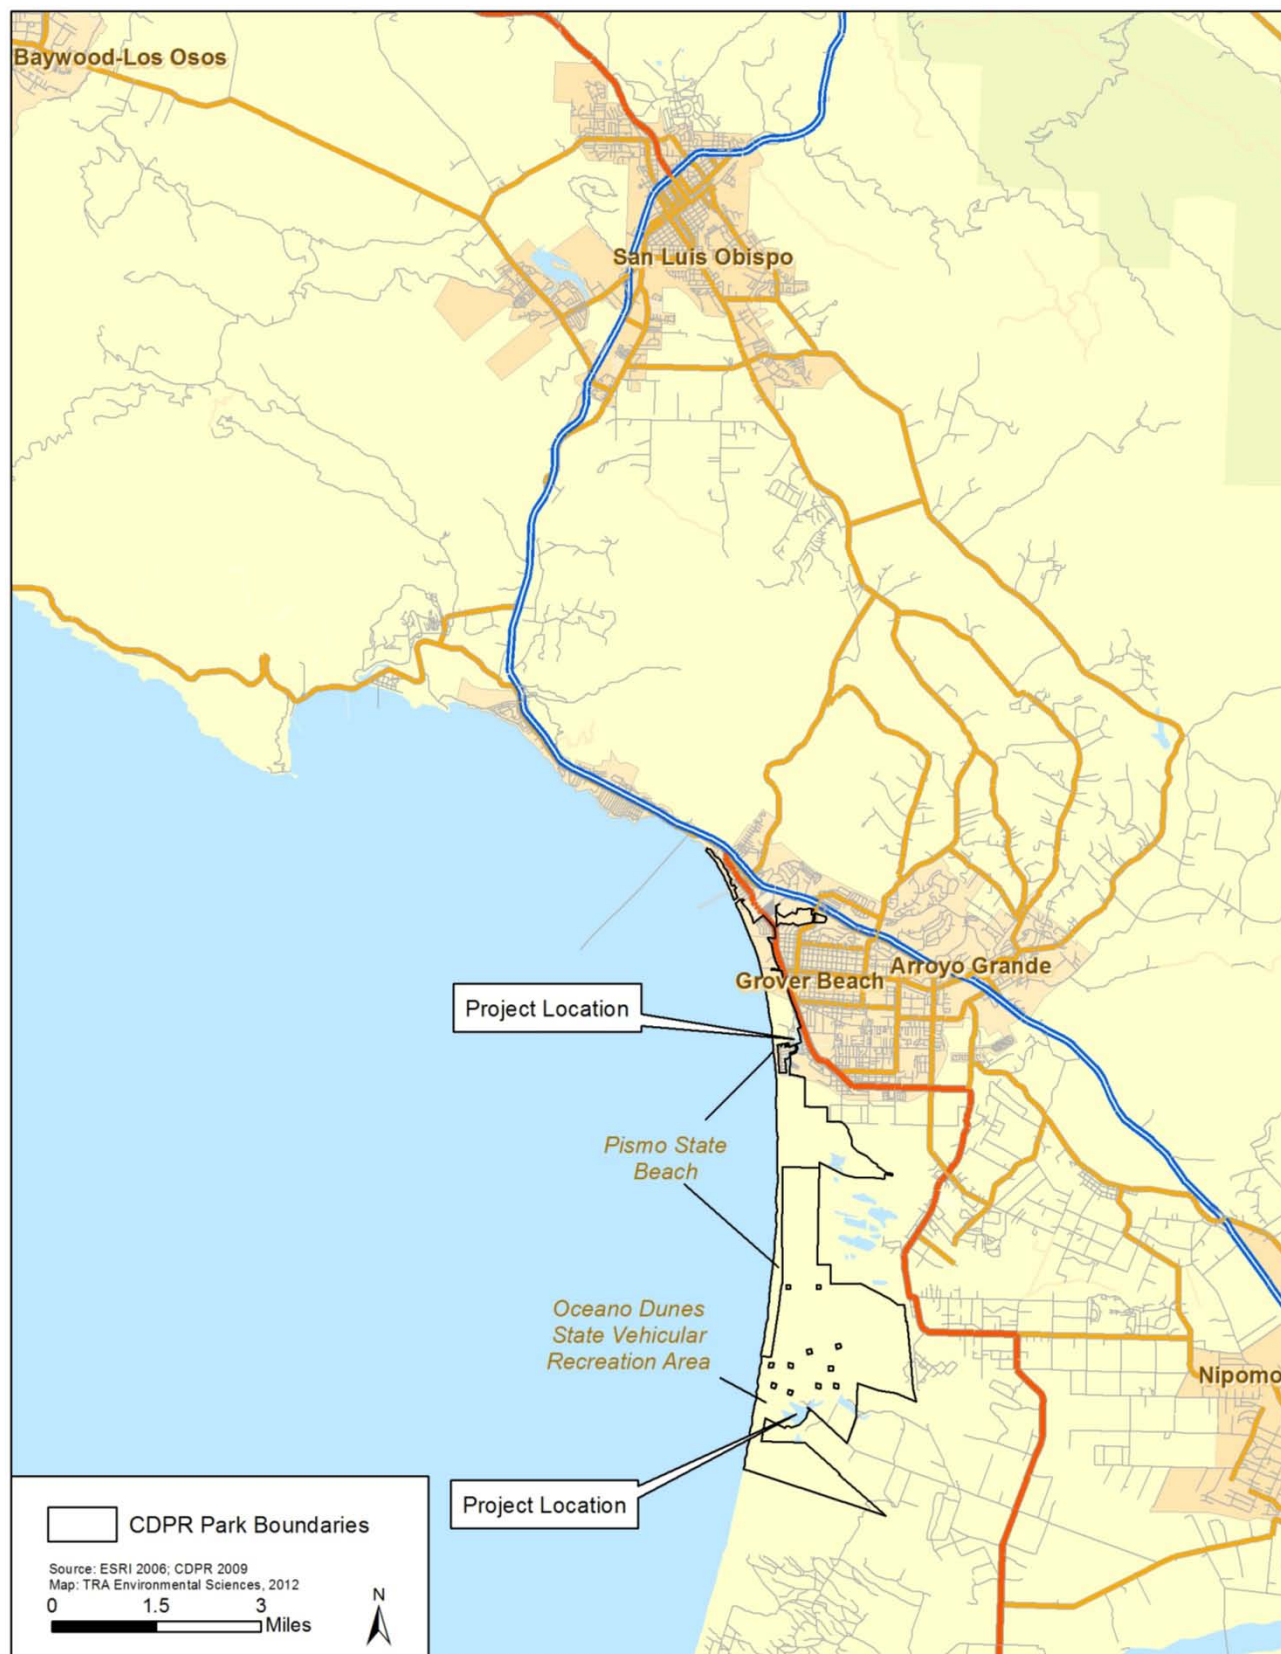 Baywood-Los Osos
San Luis Obispo
Arroyo Grande
Grover Beach
Project Location
Pismo State
Beach
Oceano Dunes
State Vehicular
Recreation Area
Nipomo
Project Location
CDPR Park Boundaries
Source: ESRI 2006; CDPR 2009
Map: TRA Environmental Sciences, 2012
N
0 1.5 3
Miles